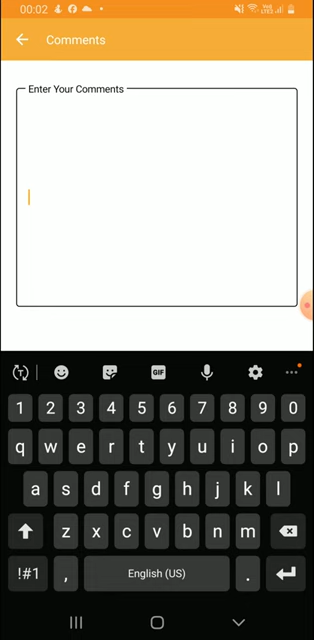 00:02
Comments
Enter Your Comments
GIF
1 2 3 4 5 6 7 8 9 0
q w e r t y u i o p
a s d f g h j k l
z x c v b n m
!#1 , English (US) .